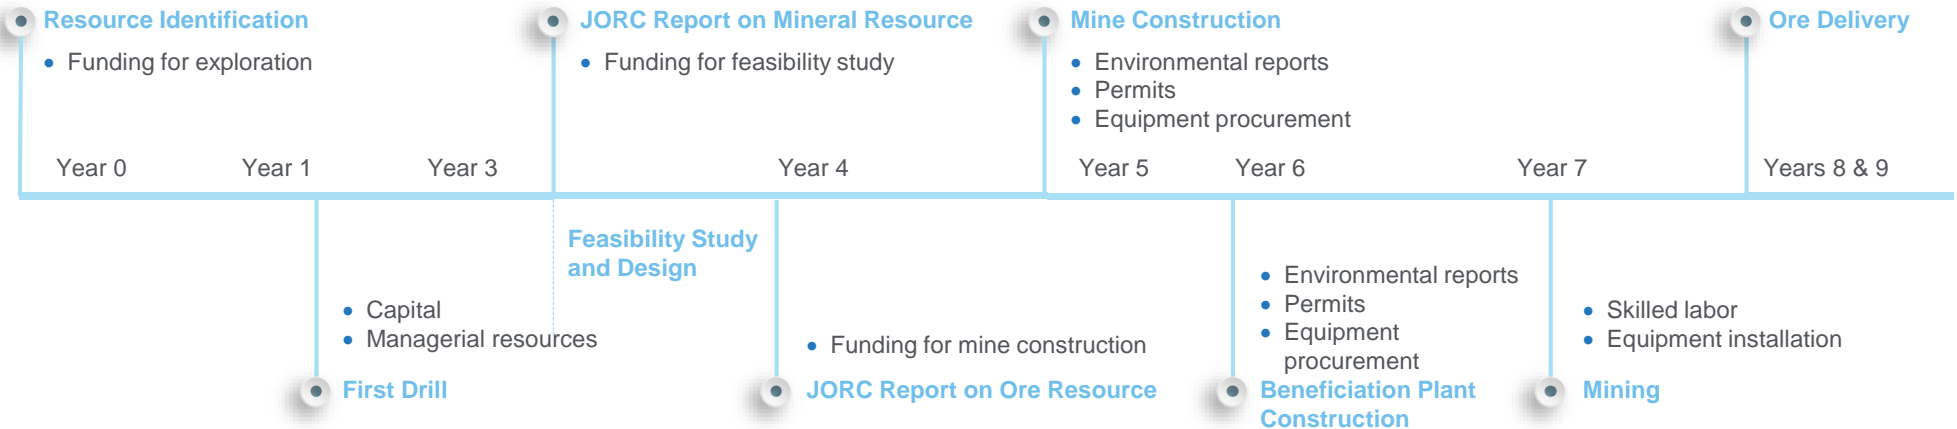 Resource Identification
• Funding for exploration
JORC Report on Mineral Resource
• Funding for feasibility study
Mine Construction
• Environmental reports
• Permits
• Equipment procurement
Ore Delivery
Year 0
Year 1
Year 3
Year 4
Year 5
Year 6
Year 7
Years 8 & 9
• Capital
• Managerial resources
First Drill
Feasibility Study
and Design
• Funding for mine construction
JORC Report on Ore Resource
• Environmental reports
• Permits
• Equipment
procurement
Beneficiation Plant
Construction
• Skilled labor
• Equipment installation
Mining